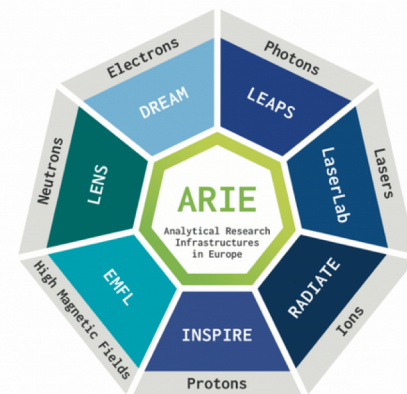 Electrons
Photons
DREAM
LEAPS
Neutrons
LENS
LaserLab
Lasers
ARIE
Analytical Research
Infrastructures
in Europe
EMFL
High Magnetic Fields
RADIATE
Ions
INSPIRE
Protons